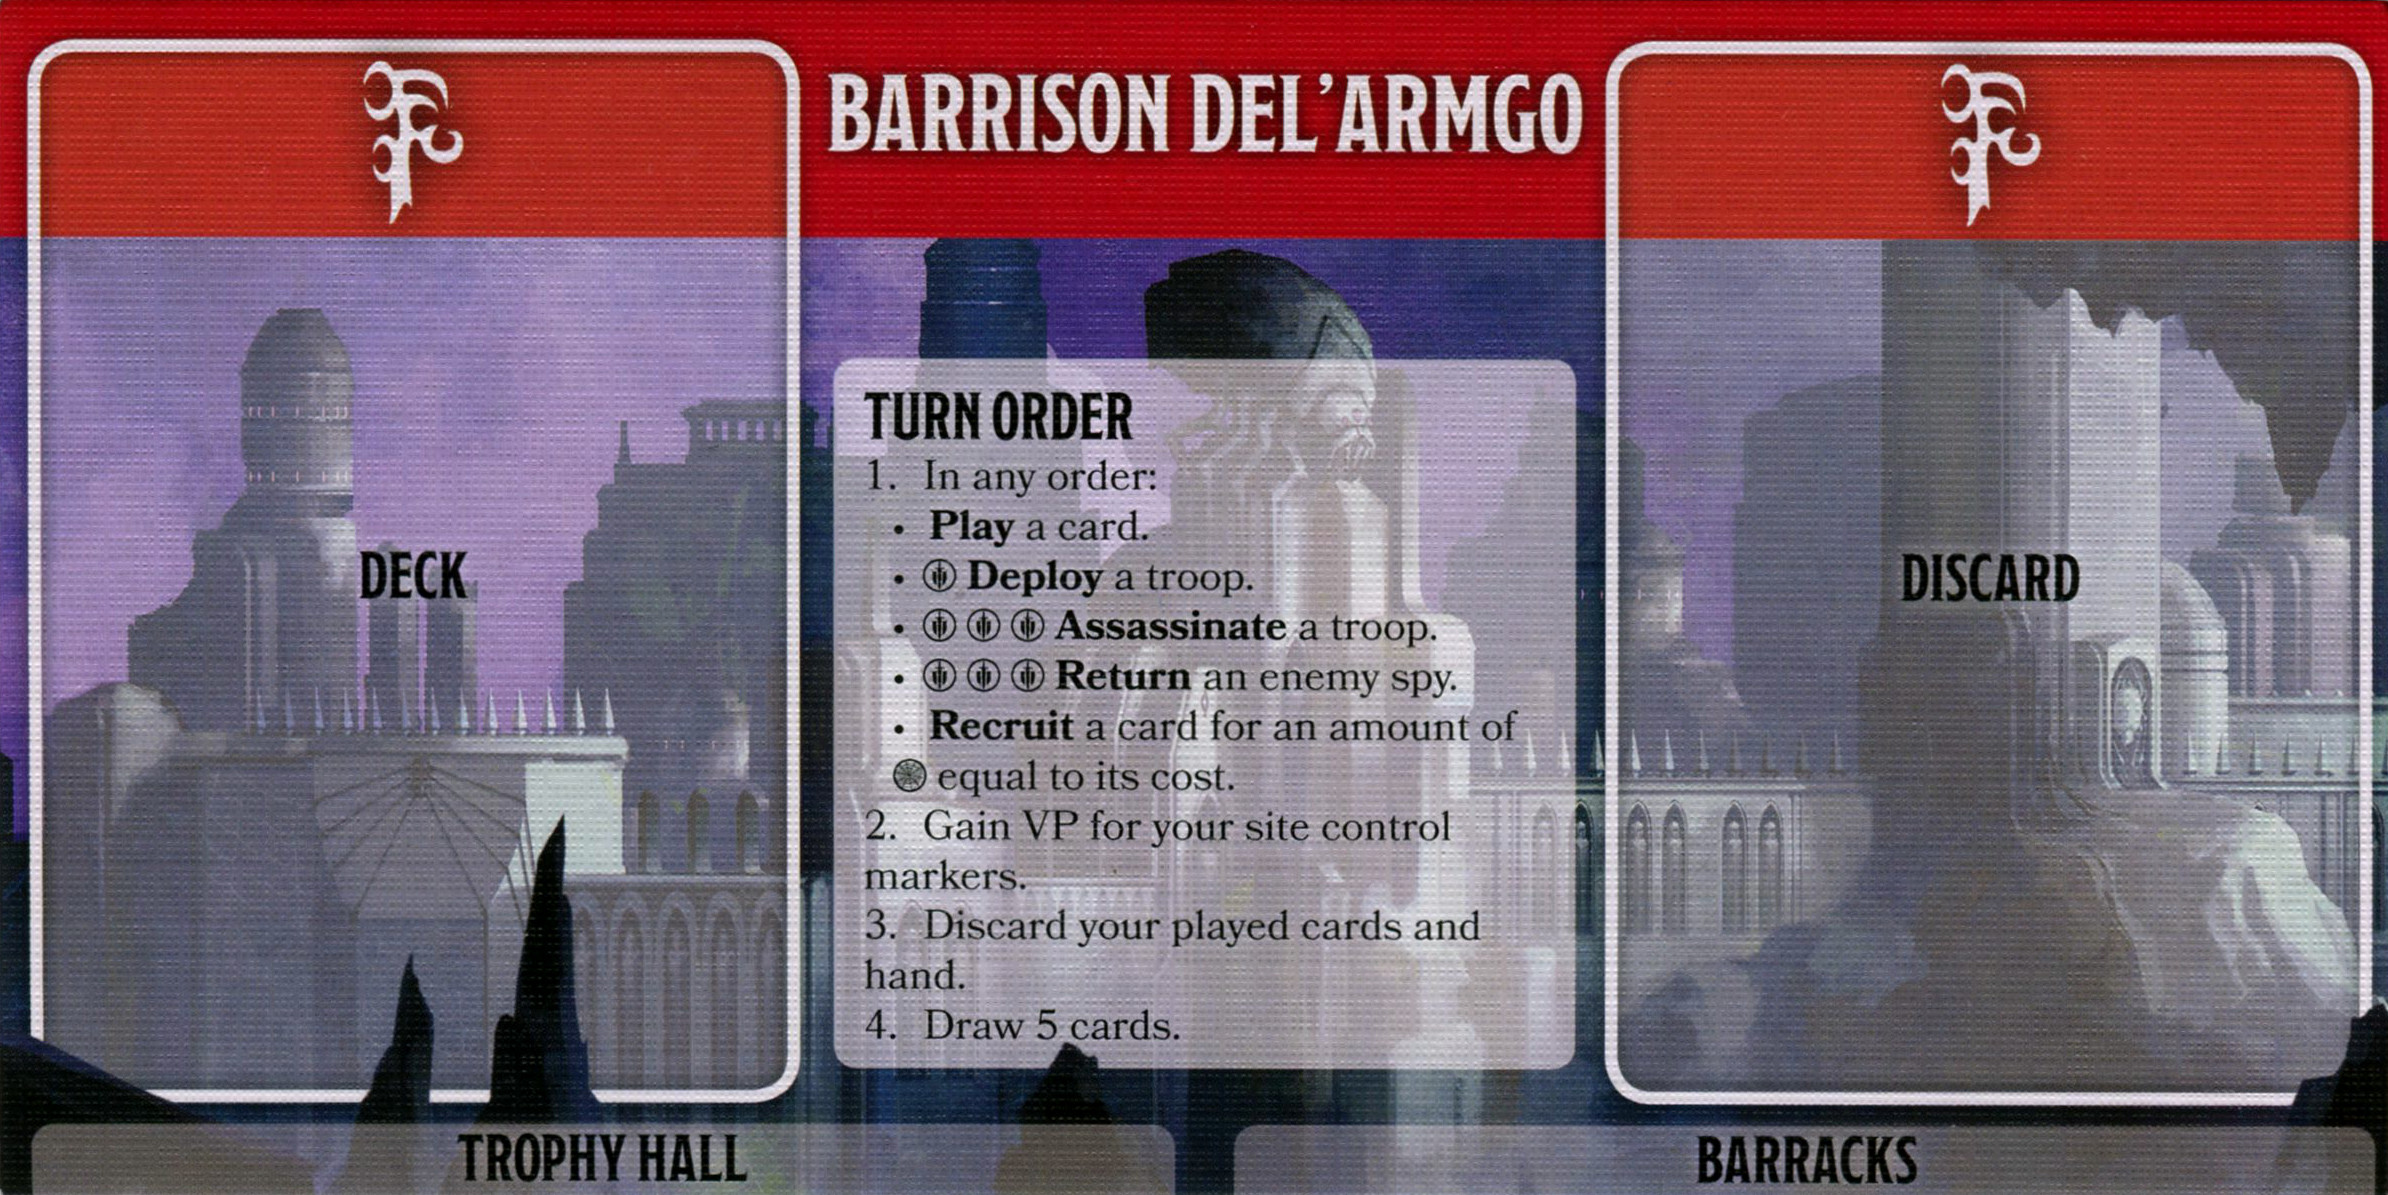 BARRISON DEL'ARMGO
DECK
TURN ORDER
1. In any order:
• Play a card.
• Deploy a troop.
• Assassinate a troop.
• Return an enemy spy.
• Recruit a card for an amount of
equal to its cost.
2. Gain VP for your site control
markers.
3. Discard your played cards and
hand.
4. Draw 5 cards.
DISCARD
TROPHY HALL
BARRACKS